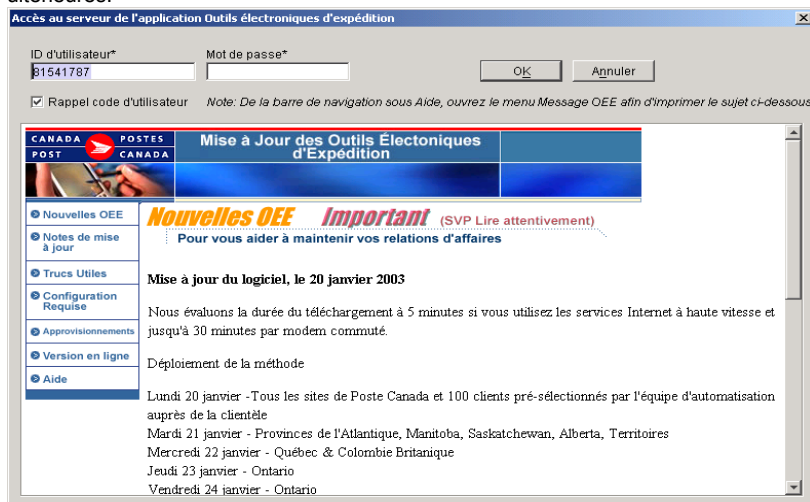 ultérieures.
Accès au serveur de l'application Outils électroniques d'expédition
ID d'utilisateur*
Mot de passe*
81541787
OK
Annuler
Rappel code d'utilisateur
Note: De la barre de navigation sous Aide, ouvrez le menu Message OEE afin d'imprimer le sujet ci-dessous
CANADA POSTES
POST CANADA
Mise à Jour des Outils Électoniques
d'Expédition
Nouvelles OEE
Notes de mise
à jour
Trucs Utiles
Configuration
Requise
Approvisionnements
Version en ligne
Aide
Nouvelles OEE Important (SVP Lire attentivement)
Pour vous aider à maintenir vos relations d'affaires
Mise à jour du logiciel, le 20 janvier 2003
Nous évaluons la durée du téléchargement à 5 minutes si vous utilisez les services Internet à haute vitesse et
jusqu'à 30 minutes par modem commuté.
Déploiement de la méthode
Lundi 20 janvier -Tous les sites de Poste Canada et 100 clients pré-sélectionnés par l'équipe d'automatisation
auprès de la clientèle
Mardi 21 janvier - Provinces de l'Atlantique, Manitoba, Saskatchewan, Alberta, Territoires
Mercredi 22 janvier - Québec & Colombie Britanique
Jeudi 23 janvier - Ontario
Vendredi 24 janvier - Ontario